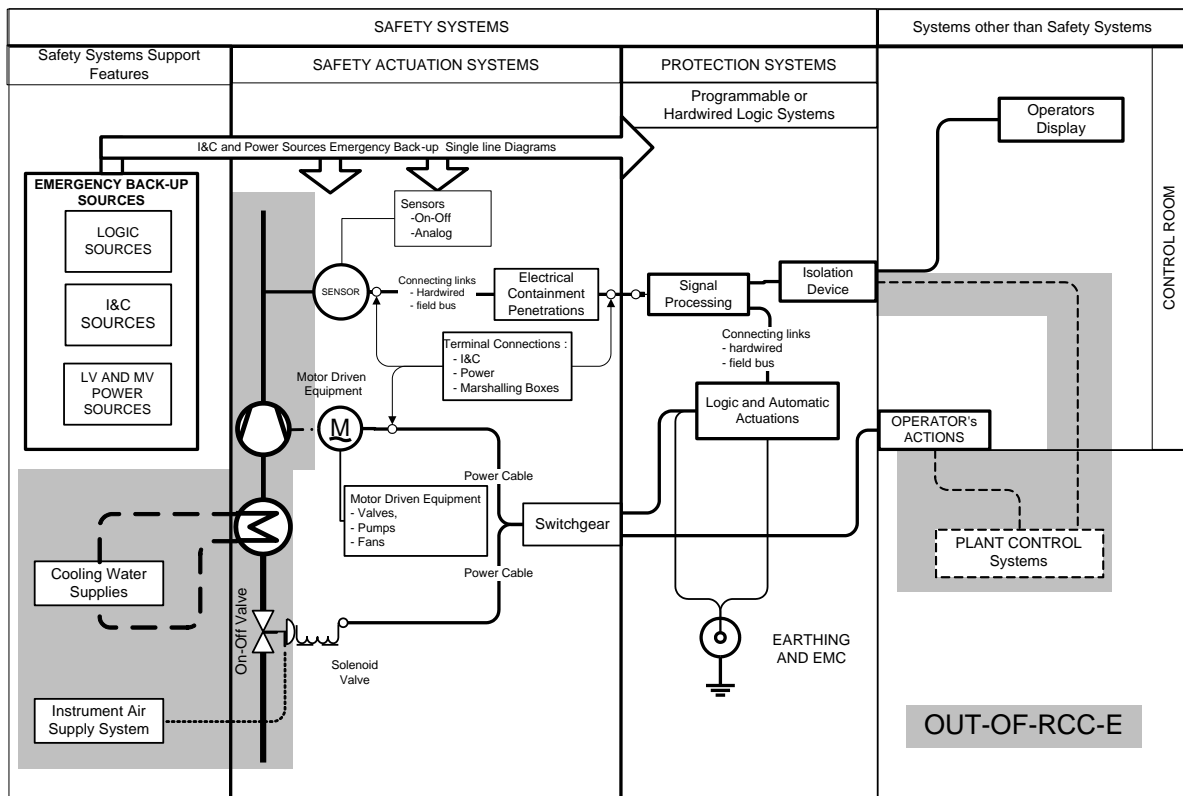 SAFETY SYSTEMS
Systems other than Safety Systems
Safety Systems Support
Features
SAFETY ACTUATION SYSTEMS
PROTECTION SYSTEMS
Programmable or
Hardwired Logic Systems
Operators
Display
CONTROL ROOM
I&C and Power Sources Emergency Back-up Single line Diagrams
EMERGENCY BACK-UP
SOURCES
LOGIC
SOURCES
I&C
SOURCES
LV AND MV
POWER
SOURCES
Sensors
-On-Off
-Analog
SENSOR
Connecting links
- Hardwired
- field bus
Electrical
Containment
Penetrations
Signal
Processing
Isolation
Device
Terminal Connections :
- I&C
- Power
- Marshalling Boxes
Connecting links
- hardwired
- field bus
Motor Driven
Equipment
M
Logic and Automatic
Actuations
OPERATOR's
ACTIONS
Power Cable
Motor Driven Equipment
- Valves,
- Pumps
- Fans
Switchgear
PLANT CONTROL
Systems
Cooling Water
Supplies
Power Cable
On-Off Valve
Solenoid
Valve
EARTHING
AND EMC
Instrument Air
Supply System
OUT-OF-RCC-E